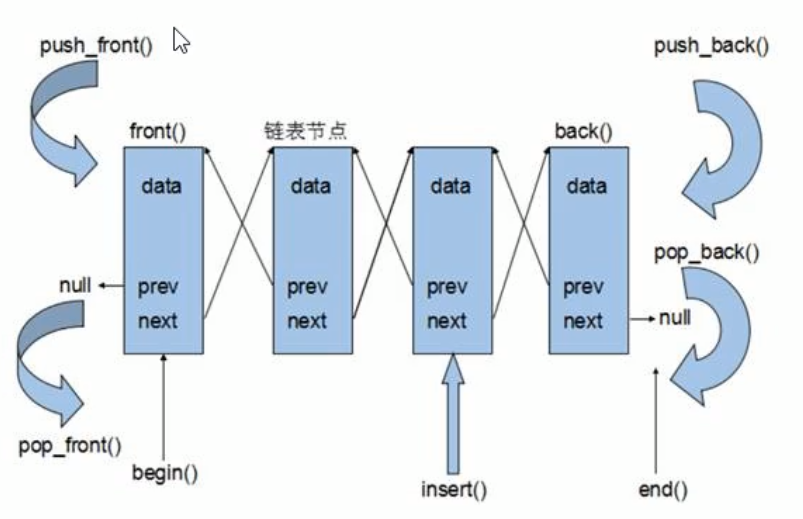 push_front()
push_back()
front()
链表节点
back()
data
data
data
data
pop_back()
null
prev
prev
prev
prev
next
next
next
next
null
pop_front()
begin()
insert()
end()